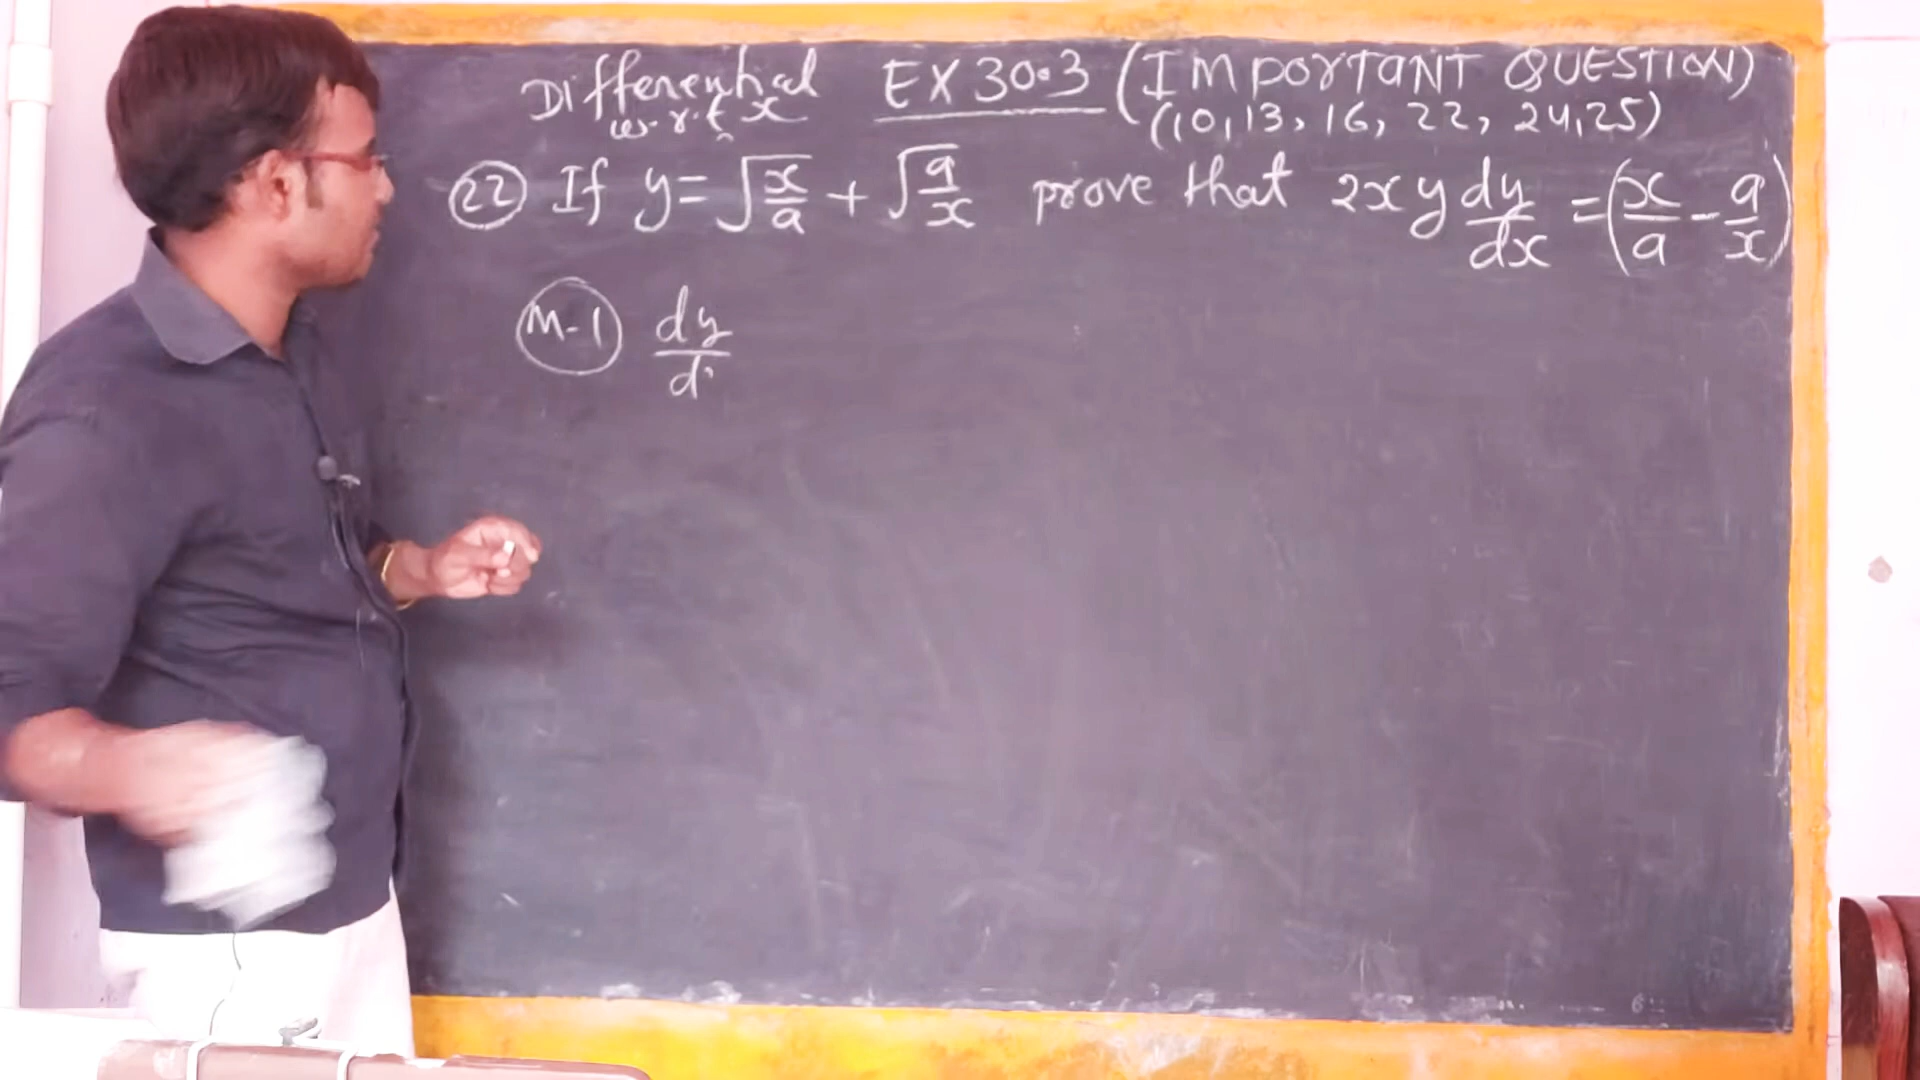 Differential EX 30.3 (IMPORTANT QUESTION)
w.r.t x (10, 13, 16, 22, 24, 25)
(22) If y = √(x/a) + √(a/x) prove that 2xy dy/dx = (x/a - a/x)
M-1 dy/d